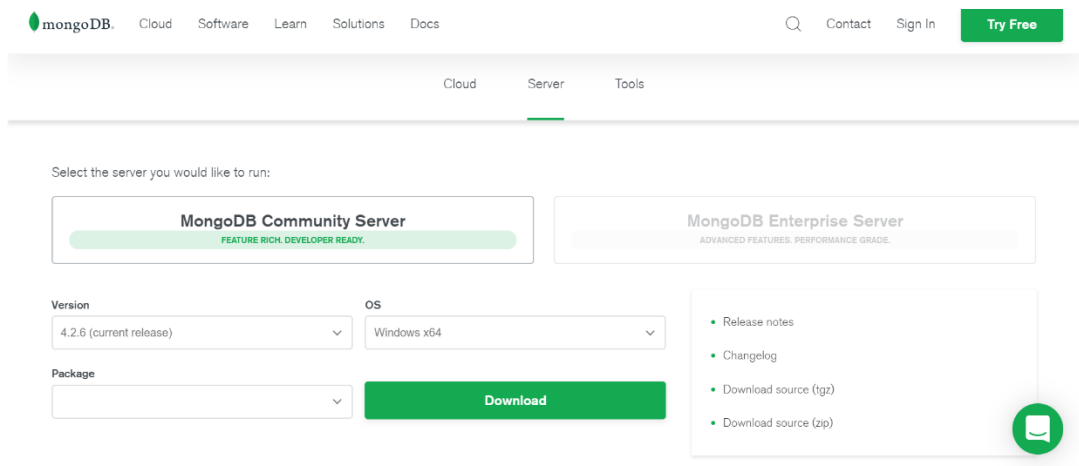 mongoDB. Cloud Software Learn Solutions Docs Contact Sign In Try Free
Cloud Server Tools
Select the server you would like to run:
MongoDB Community Server
FEATURE RICH. DEVELOPER READY.
MongoDB Enterprise Server
ADVANCED FEATURES. PERFORMANCE GRADE.
Version
4.2.6 (current release)
OS
Windows x64
Package
Download
Release notes
Changelog
Download source (tgz)
Download source (zip)